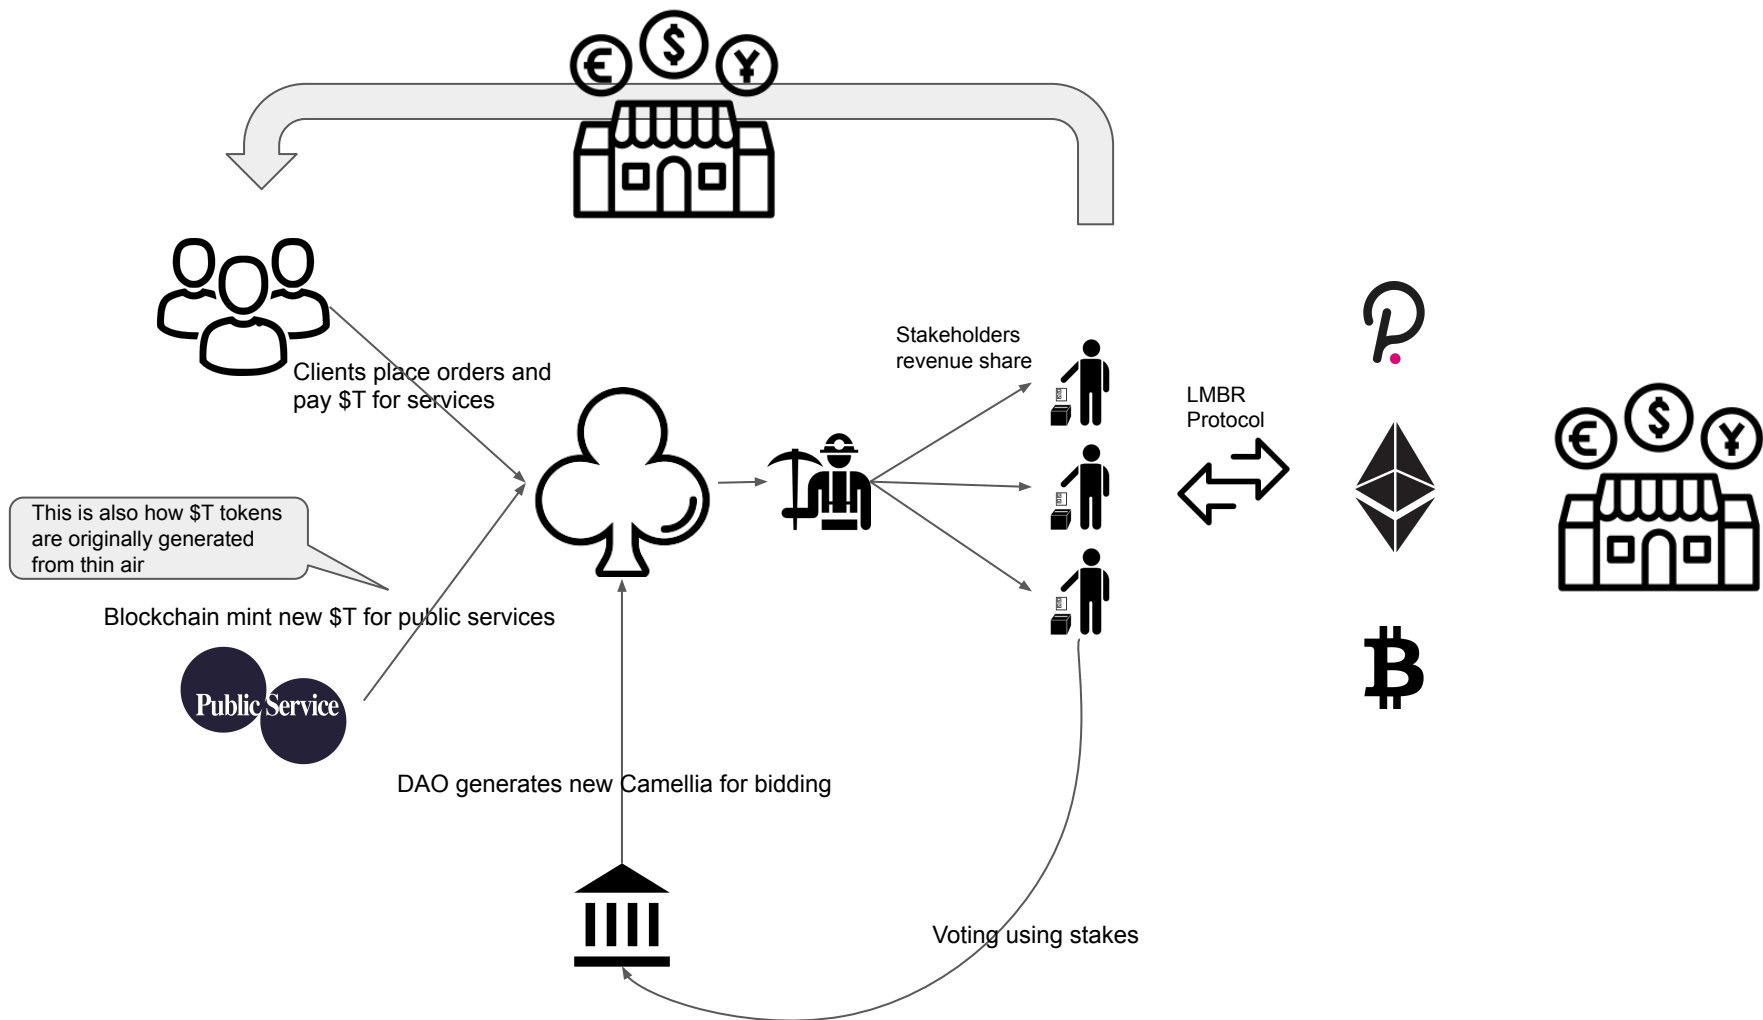 € $ ¥
Stakeholders
revenue share
Clients place orders and
pay $T for services
LMBR
Protocol
€ $ ¥
This is also how $T tokens
are originally generated
from thin air
Blockchain mint new $T for public services
Public Service
DAO generates new Camellia for bidding
Voting using stakes